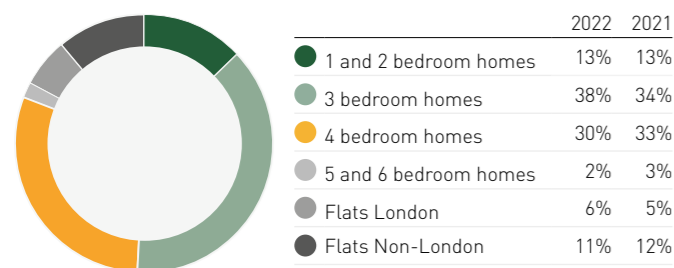 2022 2021
1 and 2 bedroom homes 13% 13%
3 bedroom homes 38% 34%
4 bedroom homes 30% 33%
5 and 6 bedroom homes 2% 3%
Flats London 6% 5%
Flats Non-London 11% 12%